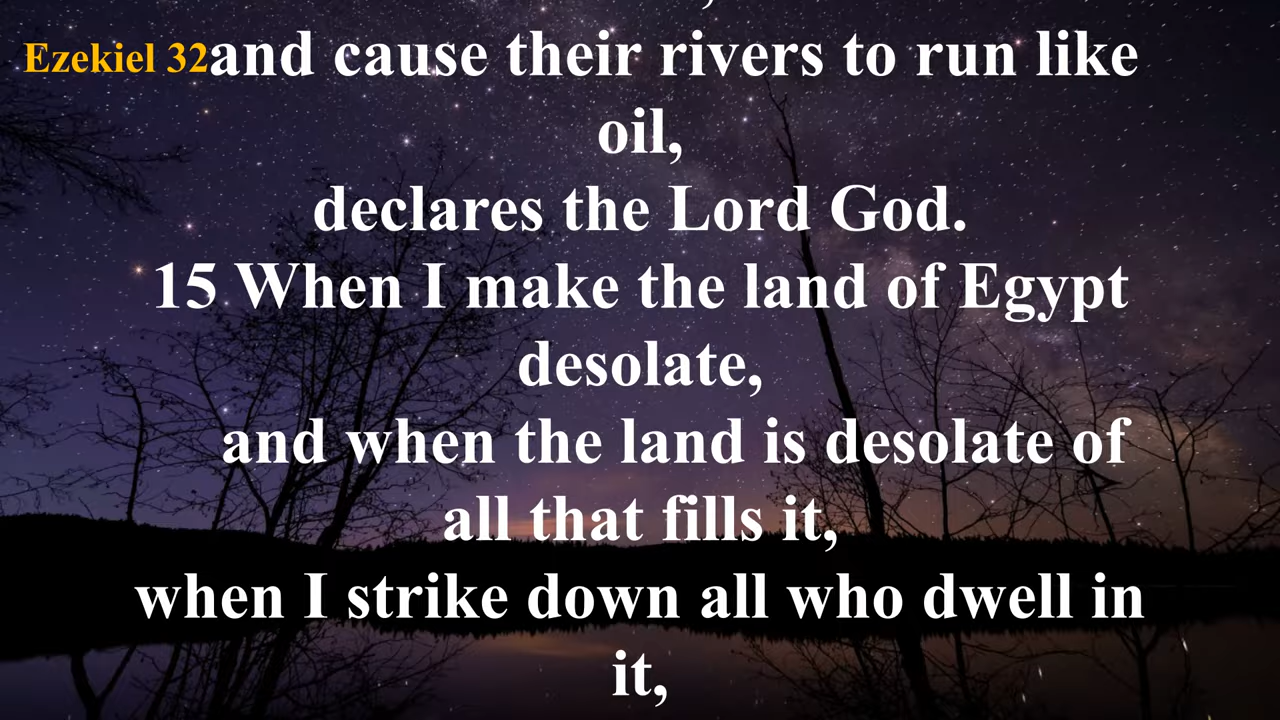 Ezekiel 32
and cause their rivers to run like
oil,
declares the Lord God.
15 When I make the land of Egypt
desolate,
and when the land is desolate of
all that fills it,
when I strike down all who dwell in
it,